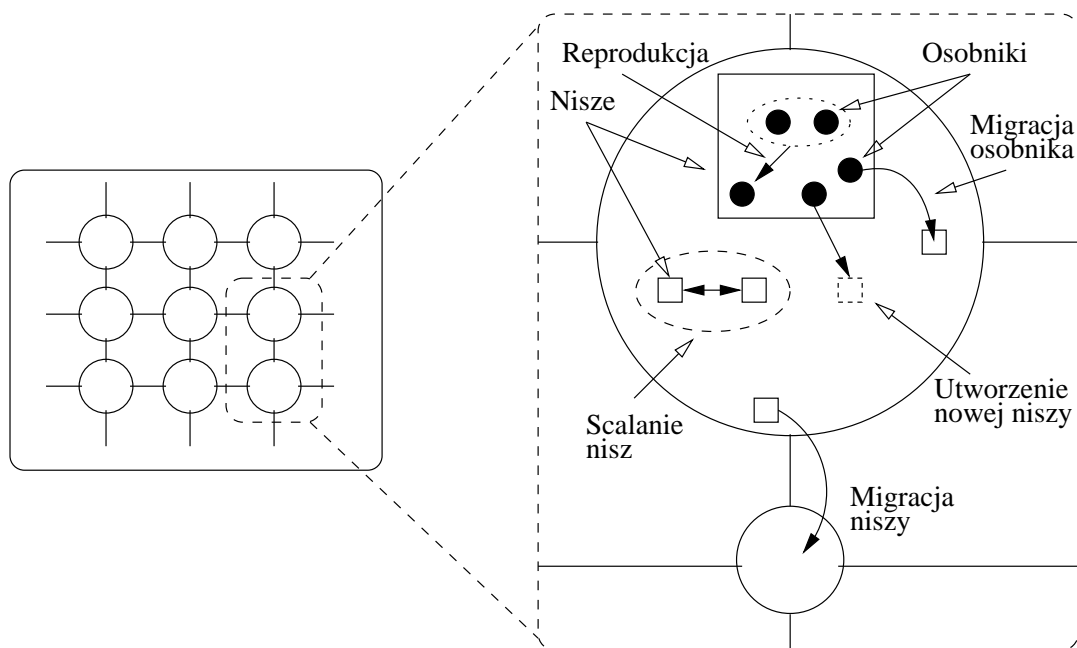 Reprodukcja
Osobniki
Nisze
Migracja
osobnika
Utworzenie
nowej niszy
Scalanie
nisz
Migracja
niszy